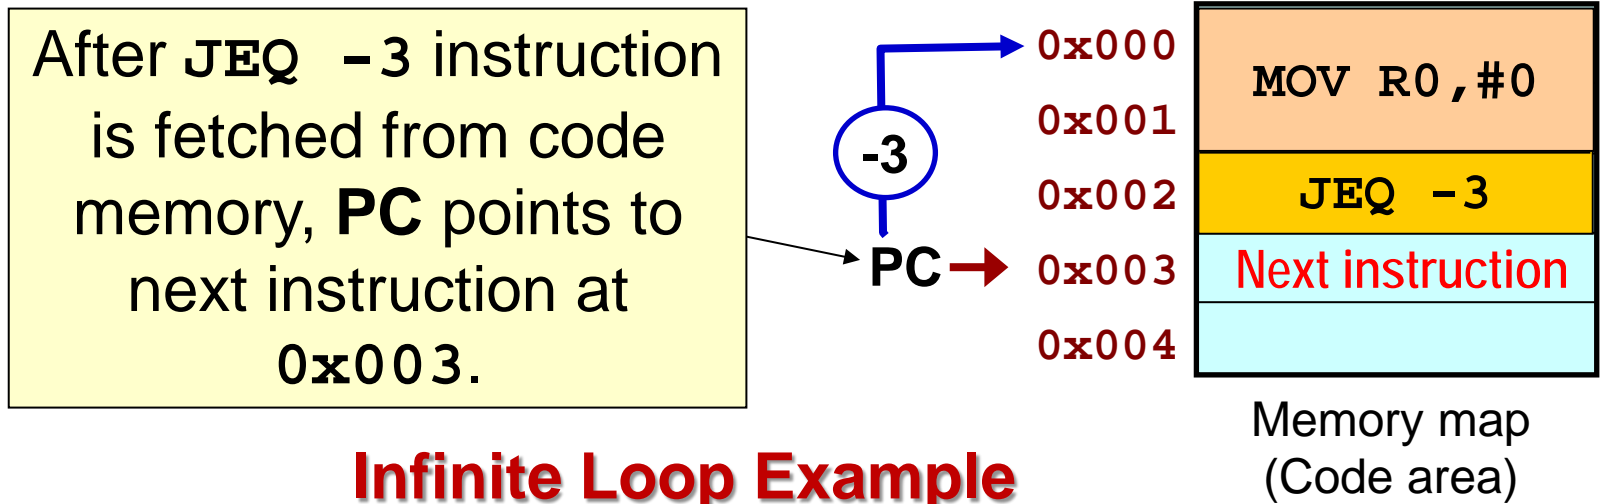 After JEQ -3 instruction
is fetched from code
memory, PC points to
next instruction at
0x003.
-3
PC
0x000
0x001
0x002
0x003
0x004
MOV R0,#0
JEQ -3
Next instruction
Memory map
(Code area)
Infinite Loop Example